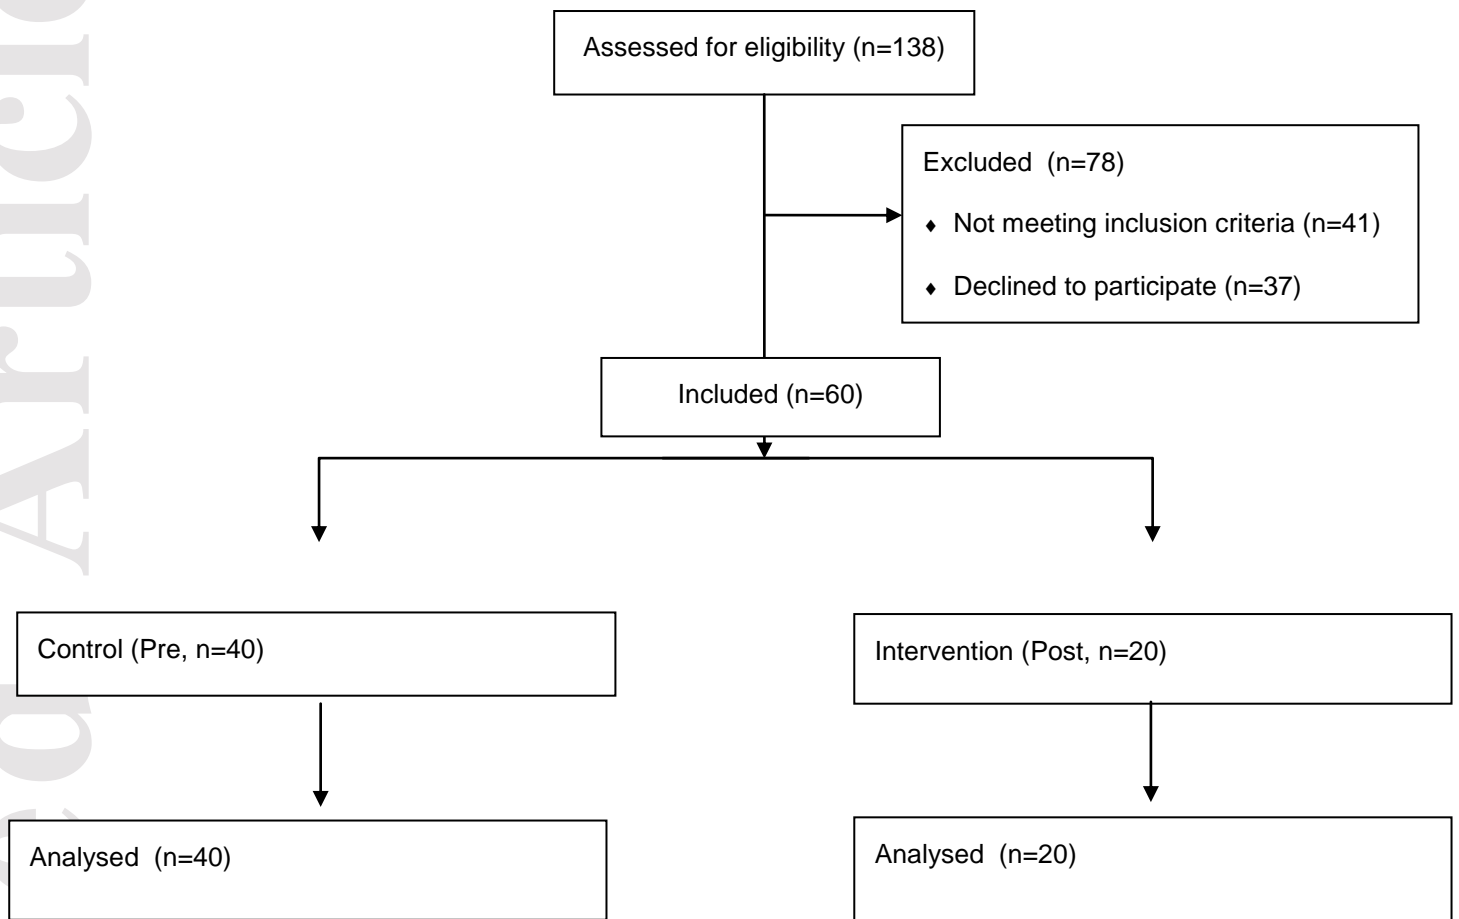 Assessed for eligibility (n=138)
Excluded (n=78)
♦ Not meeting inclusion criteria (n=41)
♦ Declined to participate (n=37)
Included (n=60)
Control (Pre, n=40)
Intervention (Post, n=20)
Analysed (n=40)
Analysed (n=20)